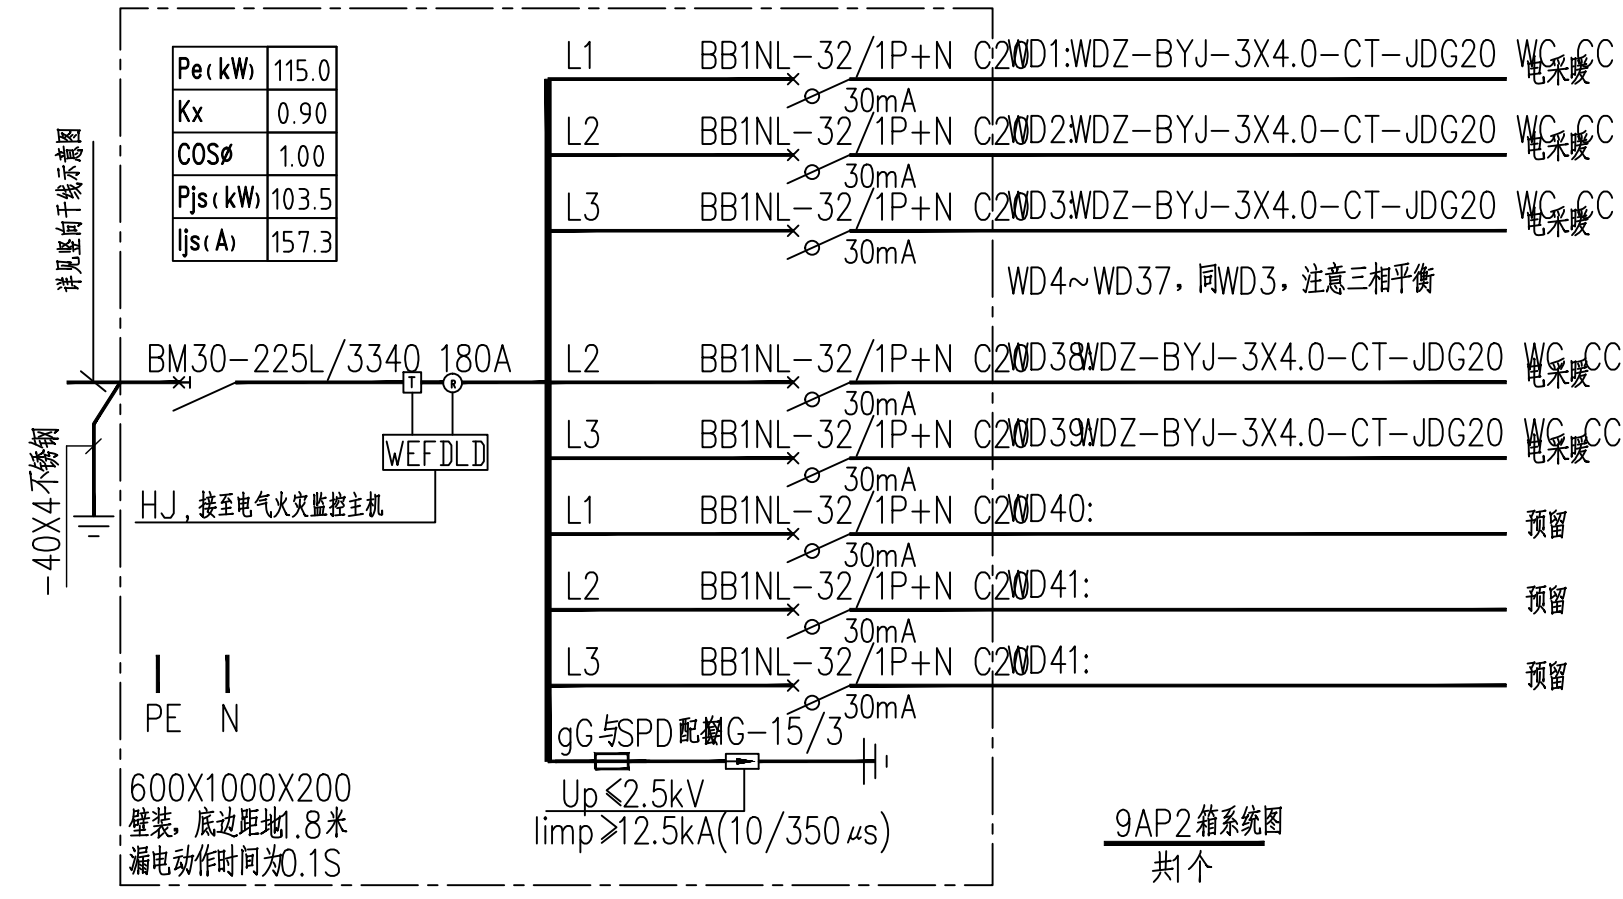 Pe(kW) 115.0
Kx 0.90
COSø 1.00
Pjs(kW) 103.5
Ijs(A) 157.3
详见竖向干线示意图
BM30-225L/3340 180A
T
R
WEFDLD
HJ,接至电气火灾监控主机
-40X4不锈钢
PE N
600X1000X200
壁装，底边距地1.8米
漏电动作时间为0.1S
L1 BB1NL-32/1P+N C20 WD1:WDZ-BYJ-3X4.0-CT-JDG20 WC CC 电采暖
30mA
L2 BB1NL-32/1P+N C20 WD2:WDZ-BYJ-3X4.0-CT-JDG20 WC CC 电采暖
30mA
L3 BB1NL-32/1P+N C20 WD3:WDZ-BYJ-3X4.0-CT-JDG20 WC CC 电采暖
30mA
WD4~WD37，同WD3，注意三相平衡
L2 BB1NL-32/1P+N C20 WD38:WDZ-BYJ-3X4.0-CT-JDG20 WC CC 电采暖
30mA
L3 BB1NL-32/1P+N C20 WD39:WDZ-BYJ-3X4.0-CT-JDG20 WC CC 电采暖
30mA
L1 BB1NL-32/1P+N C20 WD40: 预留
30mA
L2 BB1NL-32/1P+N C20 WD41: 预留
30mA
L3 BB1NL-32/1P+N C20 WD41: 预留
30mA
gG与SPD配 G-15/3
Up≤2.5kV
Iimp≥12.5kA(10/350μs)
9AP2箱系统图
共1个